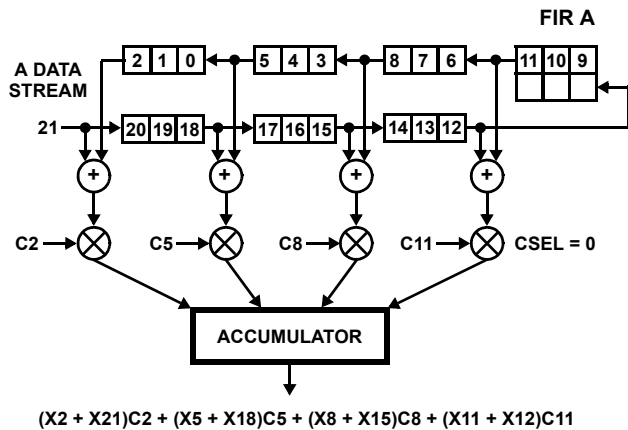 FIR A
2 1 0 5 4 3 8 7 6 11 10 9
A DATA
STREAM
21 20 19 18 17 16 15 14 13 12
+ + + +
C2 C5 C8 C11 CSEL = 0
ACCUMULATOR
(X2 + X21)C2 + (X5 + X18)C5 + (X8 + X15)C8 + (X11 + X12)C11